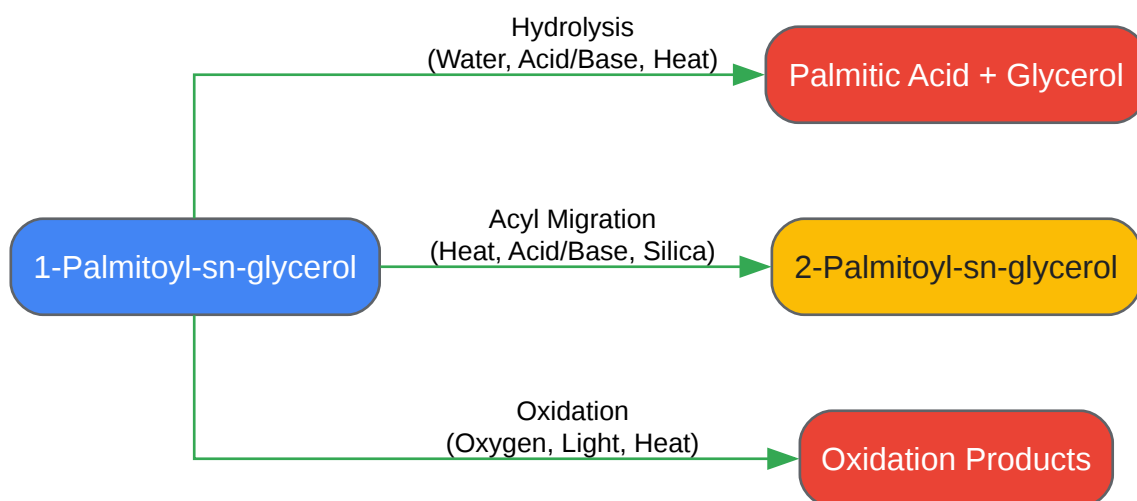 Hydrolysis
(Water, Acid/Base, Heat)
Palmitic Acid + Glycerol
1-Palmitoyl-sn-glycerol
Acyl Migration
(Heat, Acid/Base, Silica)
2-Palmitoyl-sn-glycerol
Oxidation
(Oxygen, Light, Heat)
Oxidation Products